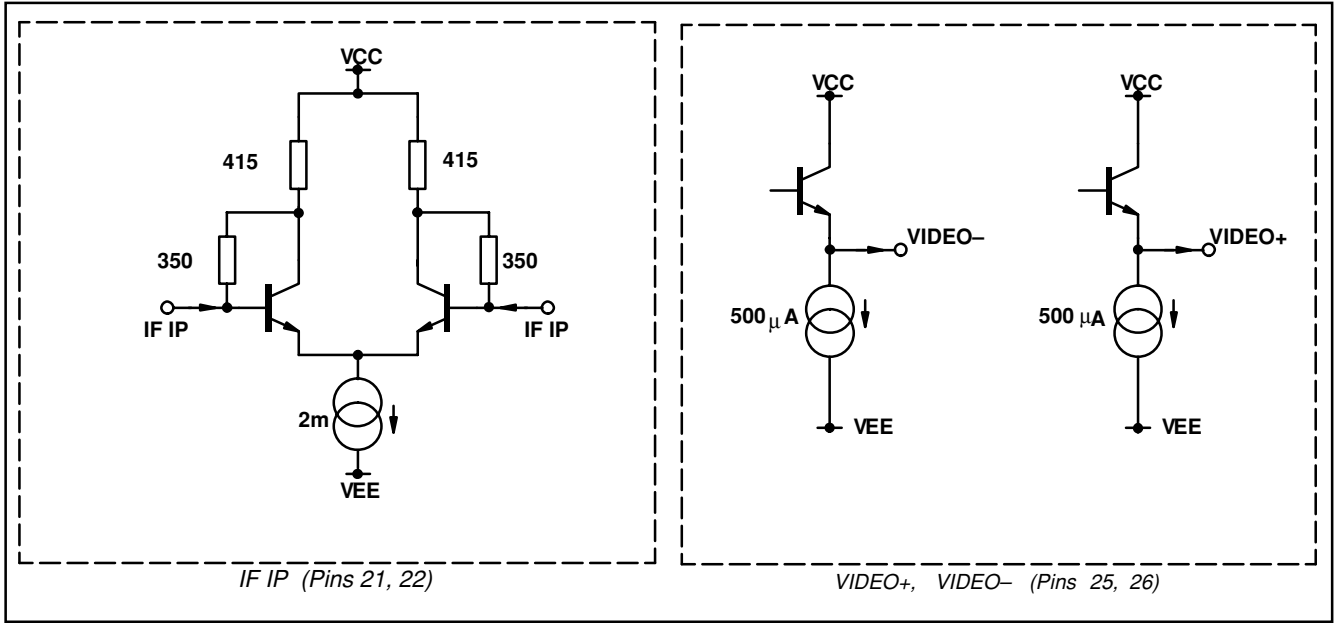 VCC
415
415
350
350
IF IP
IF IP
2m
VEE
IF IP (Pins 21, 22)
VCC
VCC
VIDEO–
VIDEO+
500 μ A
500 μA
VEE
VEE
VIDEO+, VIDEO– (Pins 25, 26)